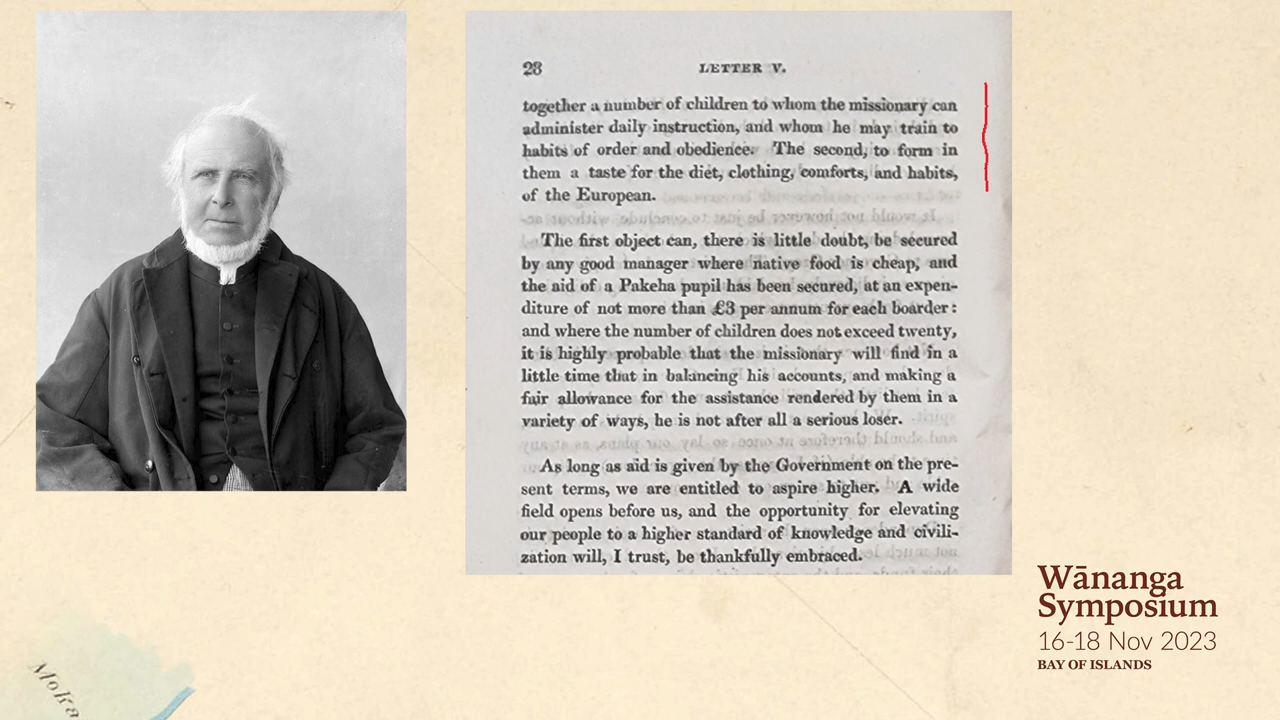 28 LETTER V.
together a number of children to whom the missionary can
administer daily instruction, and whom he may train to
habits of order and obedience. The second, to form in
them a taste for the diet, clothing, comforts, and habits,
of the European.
The first object can, there is little doubt, be secured
by any good manager where native food is cheap, and
the aid of a Pakeha pupil has been secured, at an expen-
diture of not more than £3 per annum for each boarder:
and where the number of children does not exceed twenty,
it is highly probable that the missionary will find in a
little time that in balancing his accounts, and making a
fair allowance for the assistance rendered by them in a
variety of ways, he is not after all a serious loser.
As long as aid is given by the Government on the pre-
sent terms, we are entitled to aspire higher. A wide
field opens before us, and the opportunity for elevating
our people to a higher standard of knowledge and civili-
zation will, I trust, be thankfully embraced.
Wānanga
Symposium
16-18 Nov 2023
BAY OF ISLANDS
Moka